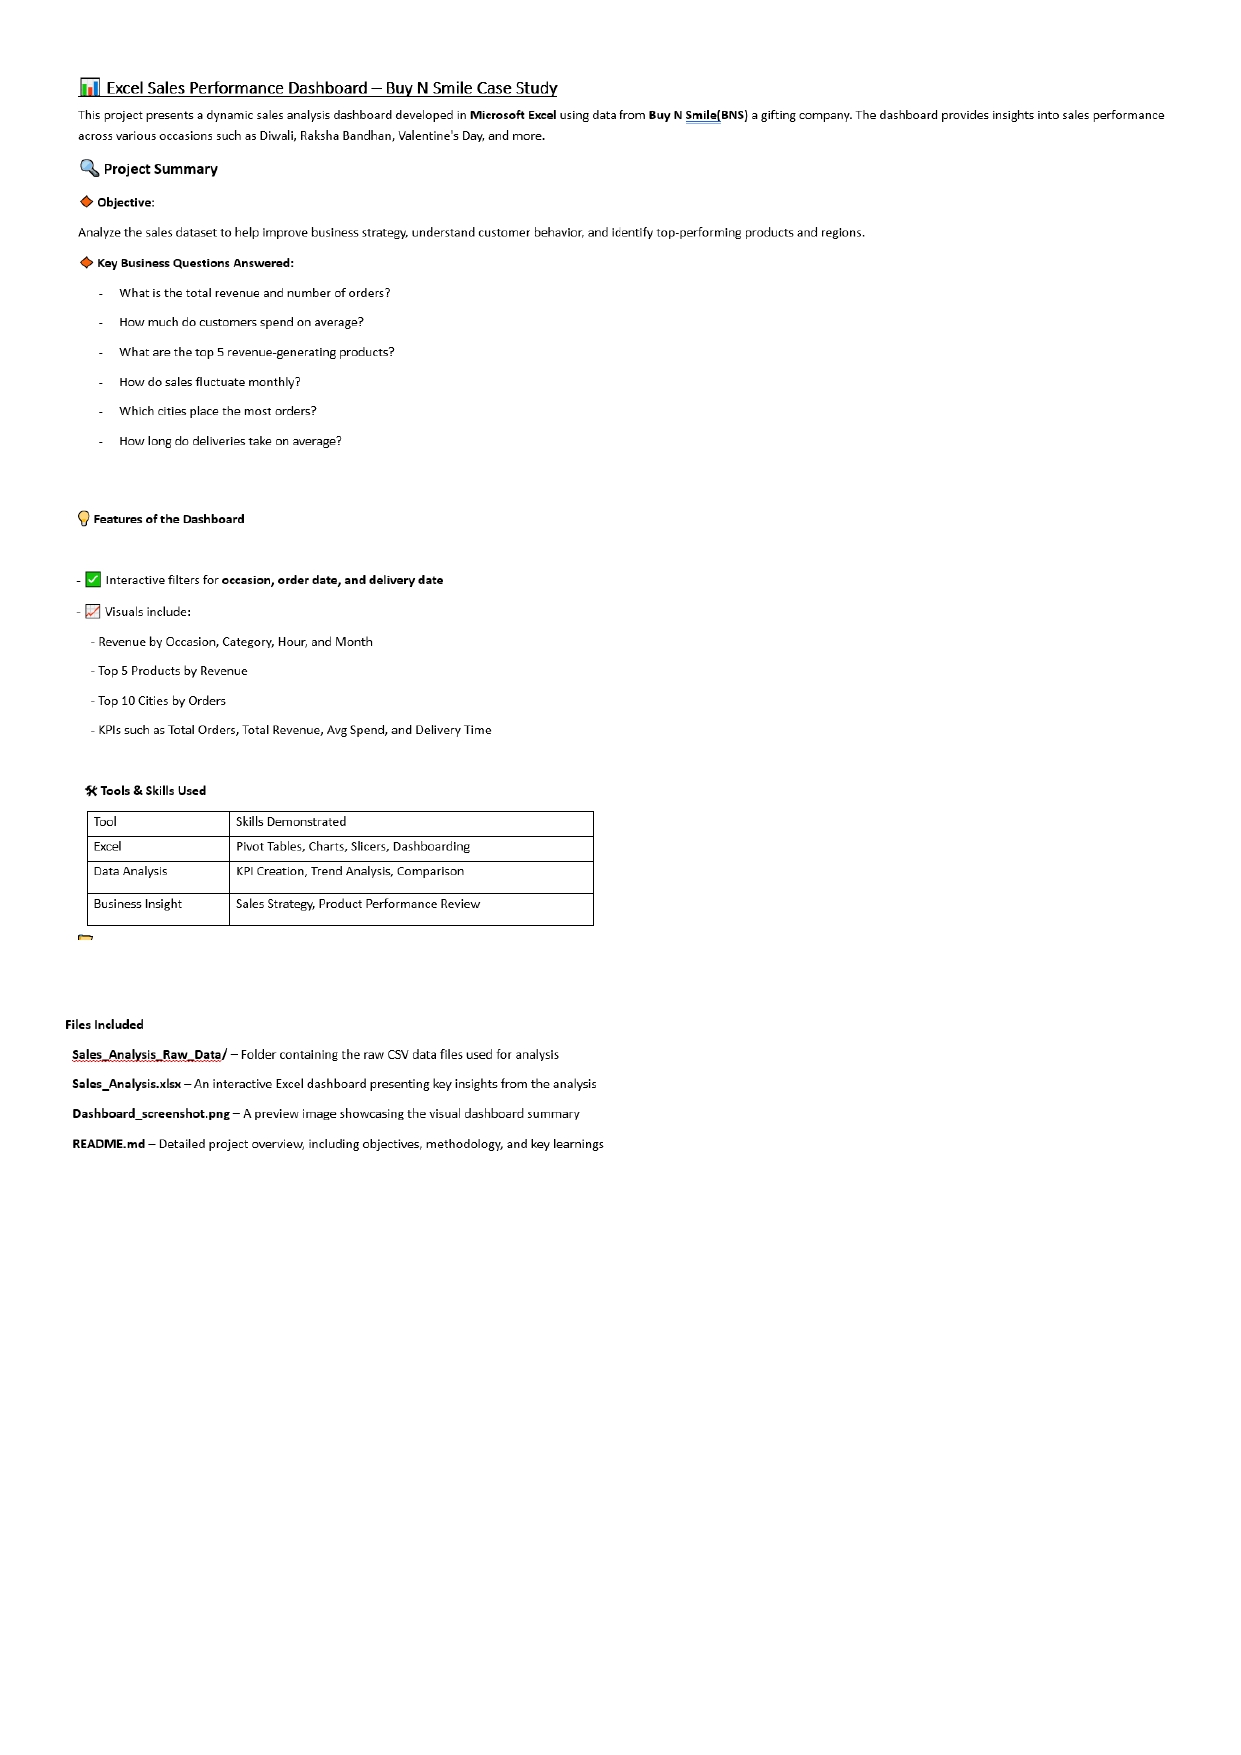 📊 Excel Sales Performance Dashboard – Buy N Smile Case Study
This project presents a dynamic sales analysis dashboard developed in Microsoft Excel using data from Buy N Smile(BNS) a gifting company. The dashboard provides insights into sales performance
across various occasions such as Diwali, Raksha Bandhan, Valentine's Day, and more.
🔍 Project Summary
🔸 Objective:
Analyze the sales dataset to help improve business strategy, understand customer behavior, and identify top-performing products and regions.
🔸 Key Business Questions Answered:
- What is the total revenue and number of orders?
- How much do customers spend on average?
- What are the top 5 revenue-generating products?
- How do sales fluctuate monthly?
- Which cities place the most orders?
- How long do deliveries take on average?
💡 Features of the Dashboard
- ✅ Interactive filters for occasion, order date, and delivery date
- 📈 Visuals include:
- Revenue by Occasion, Category, Hour, and Month
- Top 5 Products by Revenue
- Top 10 Cities by Orders
- KPIs such as Total Orders, Total Revenue, Avg Spend, and Delivery Time
🛠 Tools & Skills Used
Tool Skills Demonstrated
Excel Pivot Tables, Charts, Slicers, Dashboarding
Data Analysis KPI Creation, Trend Analysis, Comparison
Business Insight Sales Strategy, Product Performance Review
Files Included
Sales_Analysis_Raw_Data/ – Folder containing the raw CSV data files used for analysis
Sales_Analysis.xlsx – An interactive Excel dashboard presenting key insights from the analysis
Dashboard_screenshot.png – A preview image showcasing the visual dashboard summary
README.md – Detailed project overview, including objectives, methodology, and key learnings